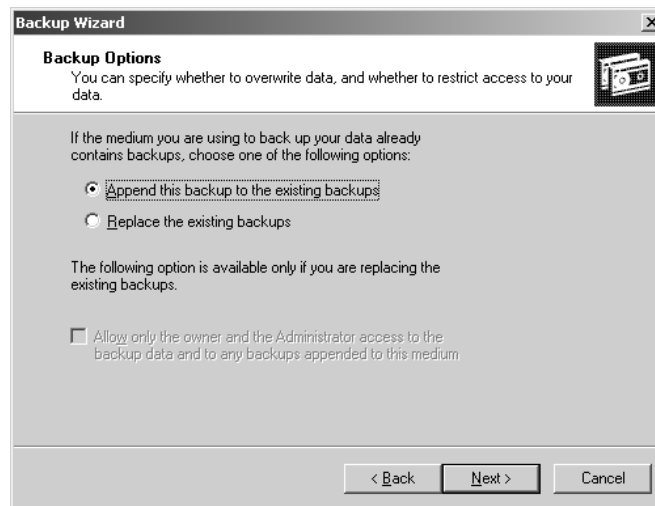 Backup Wizard
Backup Options
You can specify whether to overwrite data, and whether to restrict access to your
data.
If the medium you are using to back up your data already
contains backups, choose one of the following options:
Append this backup to the existing backups
Replace the existing backups
The following option is available only if you are replacing the
existing backups.
Allow only the owner and the Administrator access to the
backup data and to any backups appended to this medium
< Back
Next >
Cancel